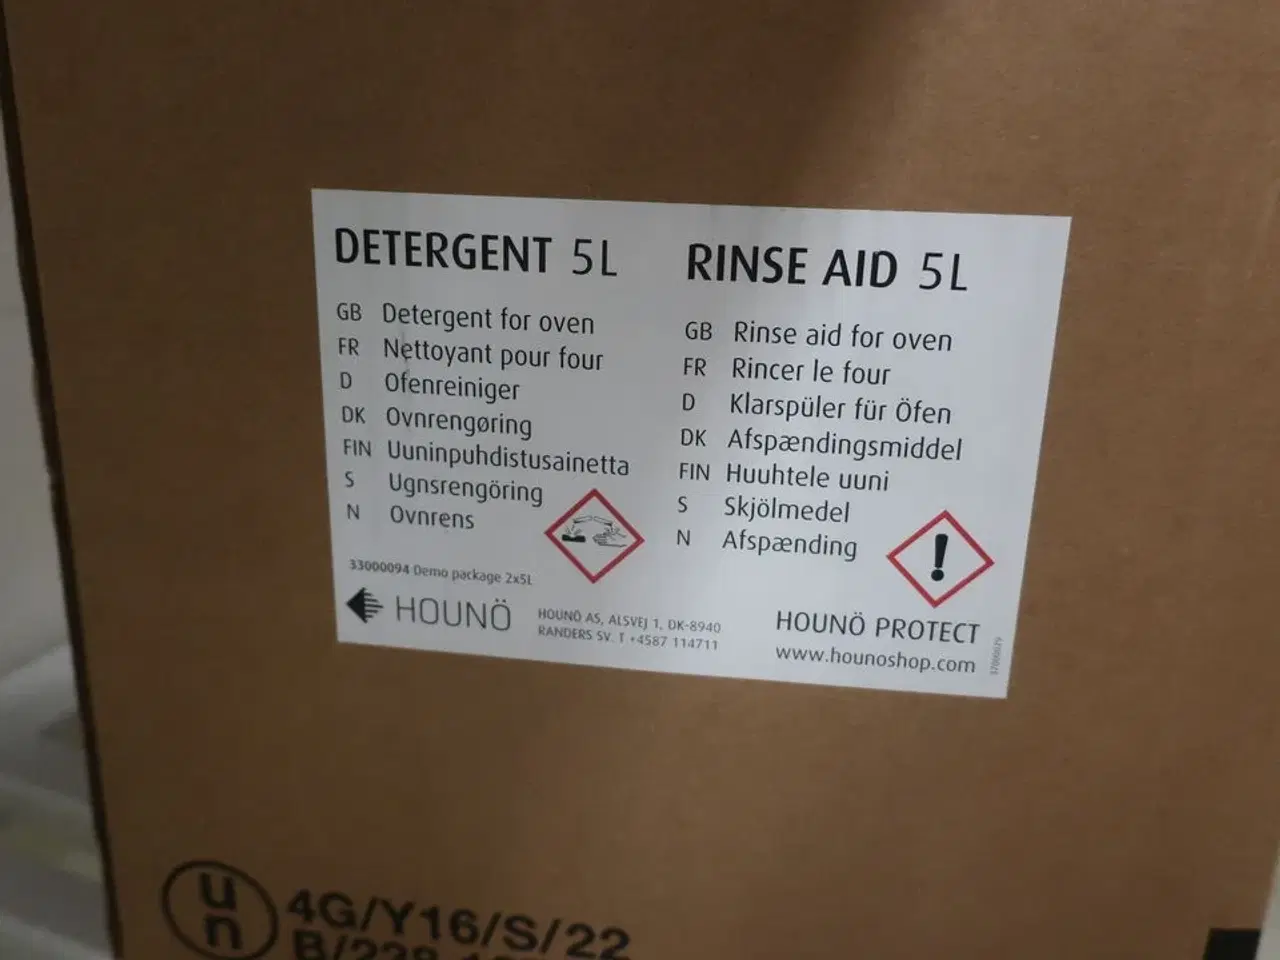 DETERGENT 5L
GB Detergent for oven
FR Nettoyant pour four
D Ofenreiniger
DK Ovnrengøring
FIN Uuninpuhdistusainetta
S Ugnsrengöring
N Ovnrens
RINSE AID 5L
GB Rinse aid for oven
FR Rincer le four
D Klarspüler für Öfen
DK Afspændingsmiddel
FIN Huuhtele uuni
S Skjölmedel
N Afspænding
33000094 Demo package 2x5L
HOUNÖ
HOUNÖ AS, ALSVEJ 1, DK-8940
RANDERS SV. T +4587 114711
HOUNÖ PROTECT
www.hounoshop.com
un
4G/Y16/S/22